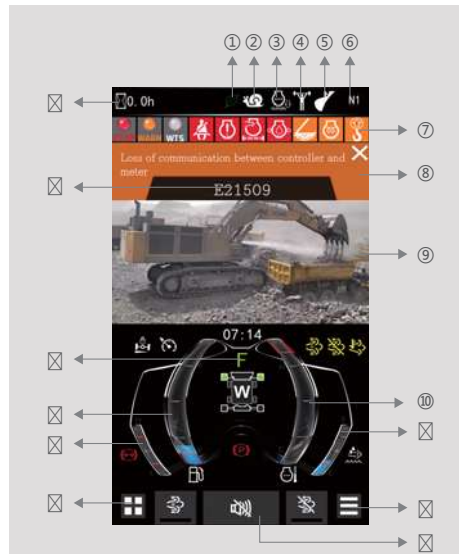 ① ② ③ ④ ⑤ ⑥
0. 0h N1
WARN WTS ⑦
Loss of communication between controller and
meter
⑧
E21509
⑨
07:14
F
W
⑩
(P)